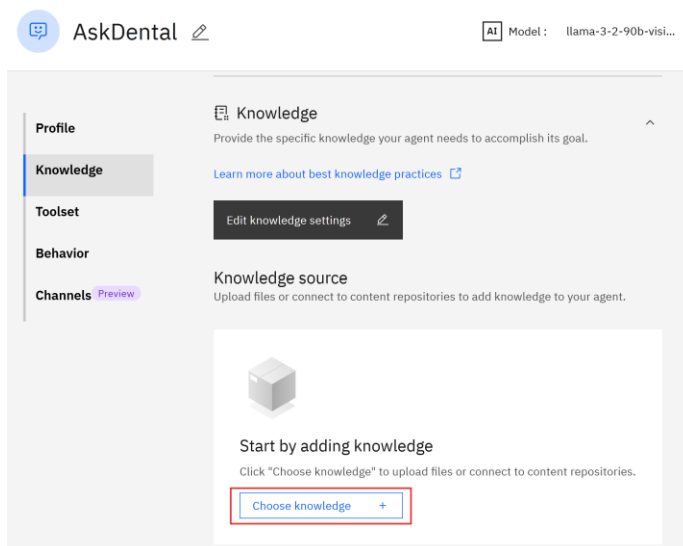 AskDental
AI Model : llama-3-2-90b-visi...
Profile
Knowledge
Toolset
Behavior
Channels Preview
Knowledge
Provide the specific knowledge your agent needs to accomplish its goal.
Learn more about best knowledge practices
Edit knowledge settings
Knowledge source
Upload files or connect to content repositories to add knowledge to your agent.
Start by adding knowledge
Click "Choose knowledge" to upload files or connect to content repositories.
Choose knowledge +